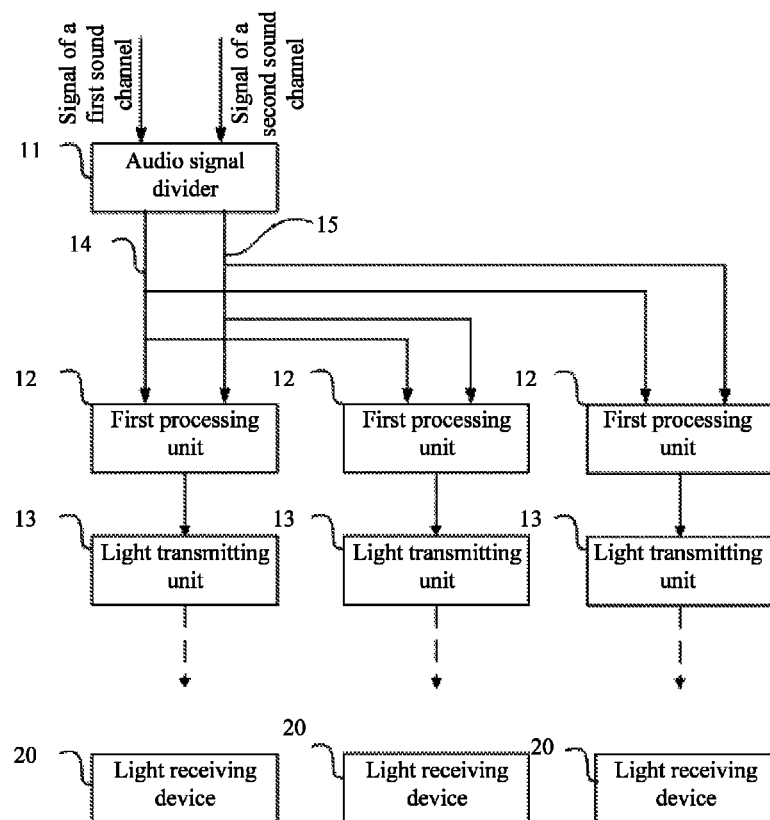 Signal of a
first sound
channel
Signal of a
second sound
channel
11
Audio signal
divider
14
15
12
First processing
unit
12
First processing
unit
12
First processing
unit
13
Light transmitting
unit
13
Light transmitting
unit
13
Light transmitting
unit
20
Light receiving
device
20
Light receiving
device
20
Light receiving
device